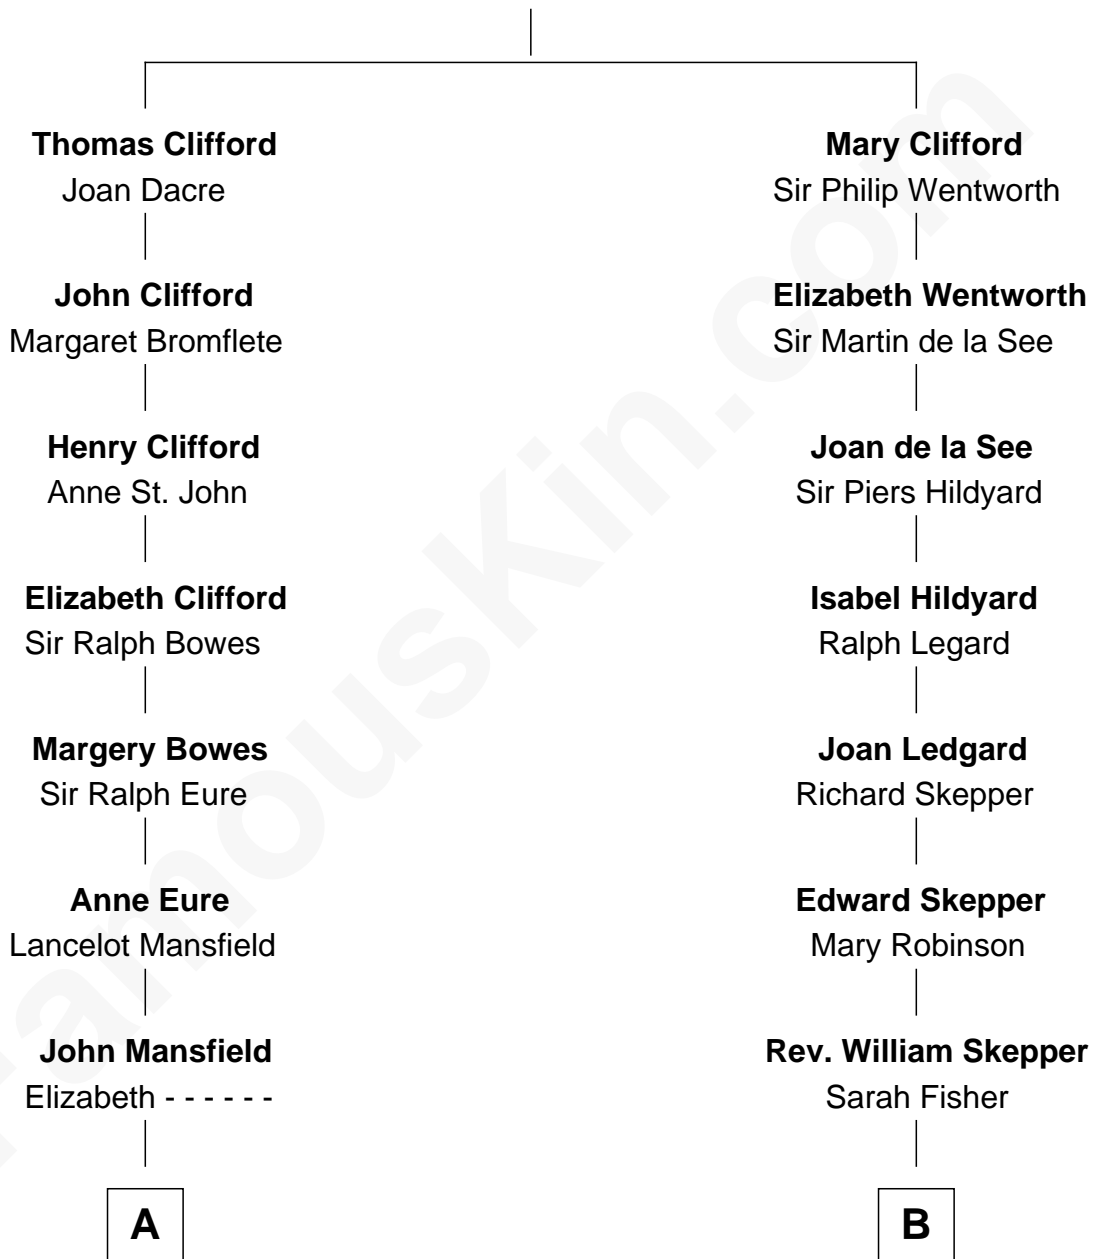 Thomas Clifford
Joan Dacre
John Clifford
Margaret Bromflete
Henry Clifford
Anne St. John
Elizabeth Clifford
Sir Ralph Bowes
Margery Bowes
Sir Ralph Eure
Anne Eure
Lancelot Mansfield
John Mansfield
Elizabeth - - - - - -
A
Mary Clifford
Sir Philip Wentworth
Elizabeth Wentworth
Sir Martin de la See
Joan de la See
Sir Piers Hildyard
Isabel Hildyard
Ralph Legard
Joan Ledgard
Richard Skepper
Edward Skepper
Mary Robinson
Rev. William Skepper
Sarah Fisher
B
FamousKin.com